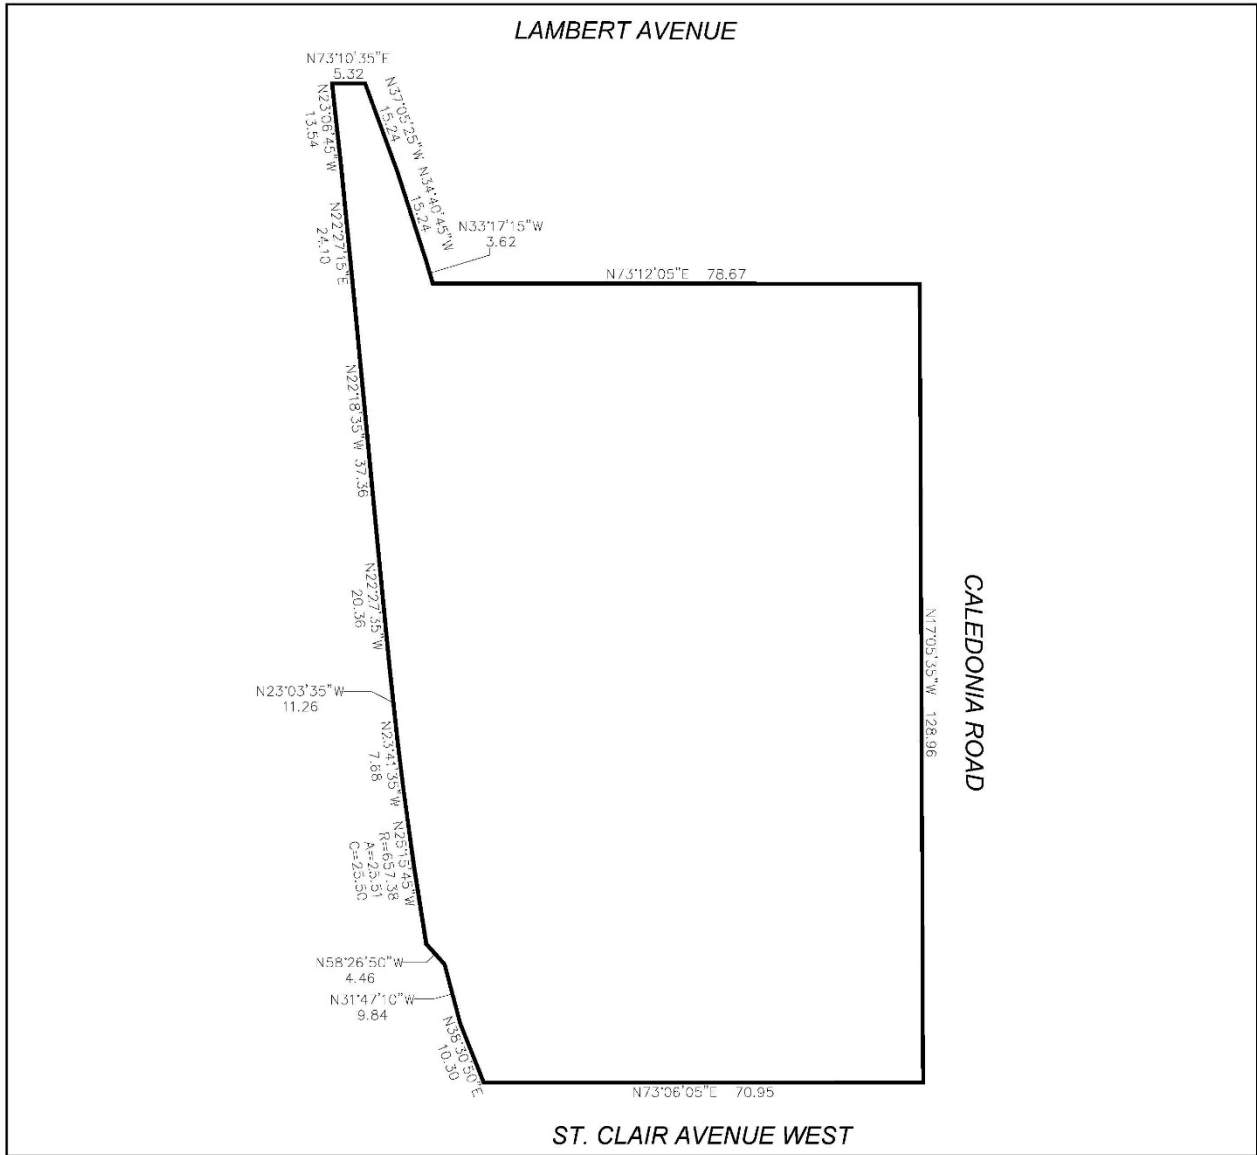 LAMBERT AVENUE
N73°10'35"E
5.32
N37°05'25"W
15.24
N23°06'45"W
13.54
N34°40'45"W
15.24
N33°17'15"W
3.62
N22°27'15"E
24.10
N73°12'05"E 78.67
N22°18'35"W 37.36
N22°27'35"W
20.36
CALEDONIA ROAD
N17°05'35"W 128.96
N23°03'35"W
11.26
N23°41'35"W
7.68
N25°15'45"W
R=657.38
A=25.51
C=25.50
N58°26'50"W
4.46
N31°47'10"W
9.84
N38°30'50"E
10.30
N73°06'05"E 70.95
ST. CLAIR AVENUE WEST